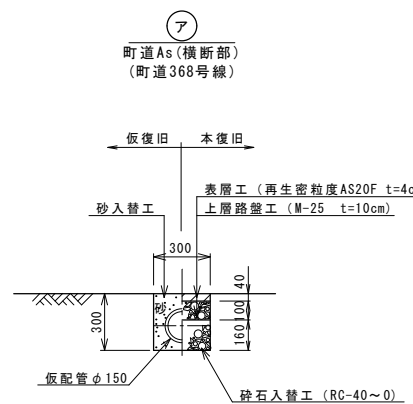 ア
町道As(横断部)
(町道368号線)
仮復旧 本復旧
表層工 (再生密粒度AS20F t=4c
砂入替工 上層路盤工 (M-25 t=10cm)
300
40
砂
300
100
160
仮配管φ150
砕石入替工 (RC-40～0)